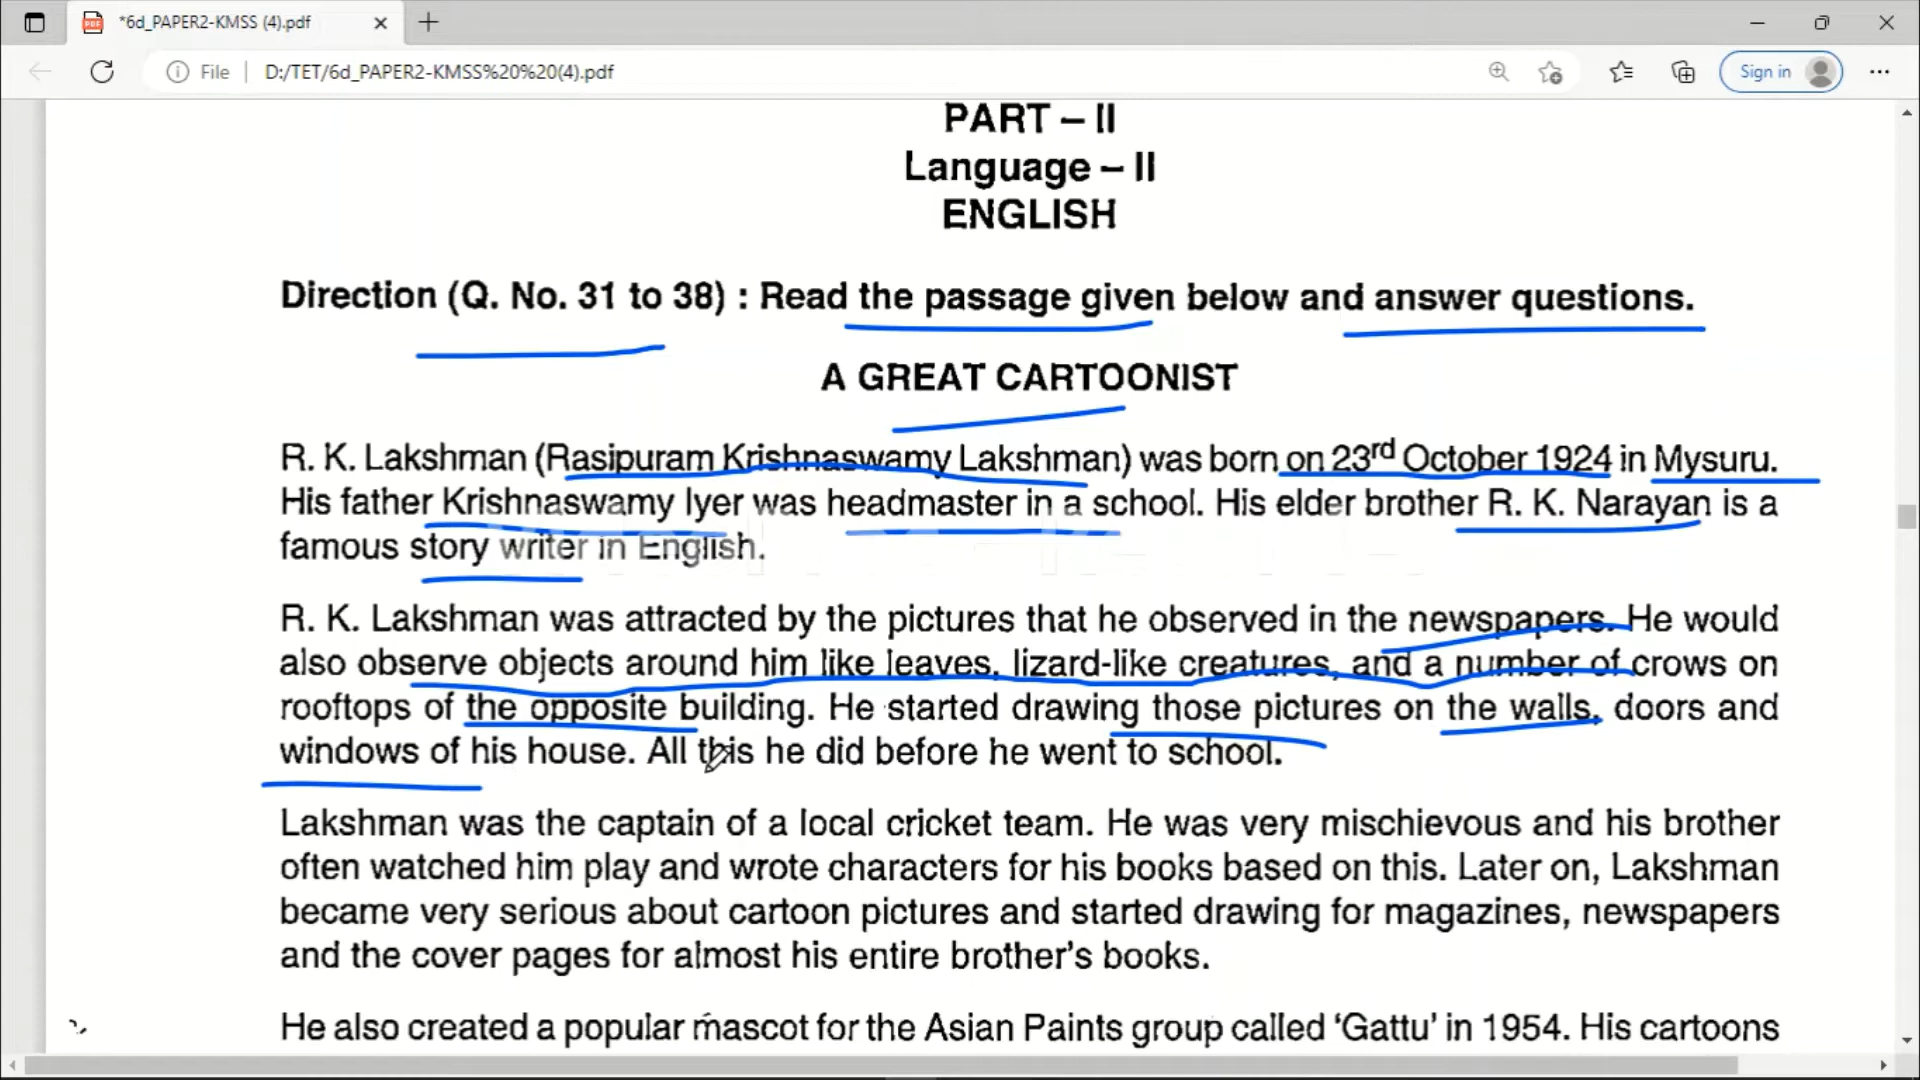 *6d_PAPER2-KMSS (4).pdf
File D:/TET/6d_PAPER2-KMSS%20%20(4).pdf
Sign in
PART – II
Language – II
ENGLISH
Direction (Q. No. 31 to 38) : Read the passage given below and answer questions.
A GREAT CARTOONIST
R. K. Lakshman (Rasipuram Krishnaswamy Lakshman) was born on 23rd October 1924 in Mysuru.
His father Krishnaswamy Iyer was headmaster in a school. His elder brother R. K. Narayan is a
famous story writer in English.
R. K. Lakshman was attracted by the pictures that he observed in the newspapers. He would
also observe objects around him like leaves, lizard-like creatures, and a number of crows on
rooftops of the opposite building. He started drawing those pictures on the walls, doors and
windows of his house. All this he did before he went to school.
Lakshman was the captain of a local cricket team. He was very mischievous and his brother
often watched him play and wrote characters for his books based on this. Later on, Lakshman
became very serious about cartoon pictures and started drawing for magazines, newspapers
and the cover pages for almost his entire brother's books.
He also created a popular mascot for the Asian Paints group called 'Gattu' in 1954. His cartoons